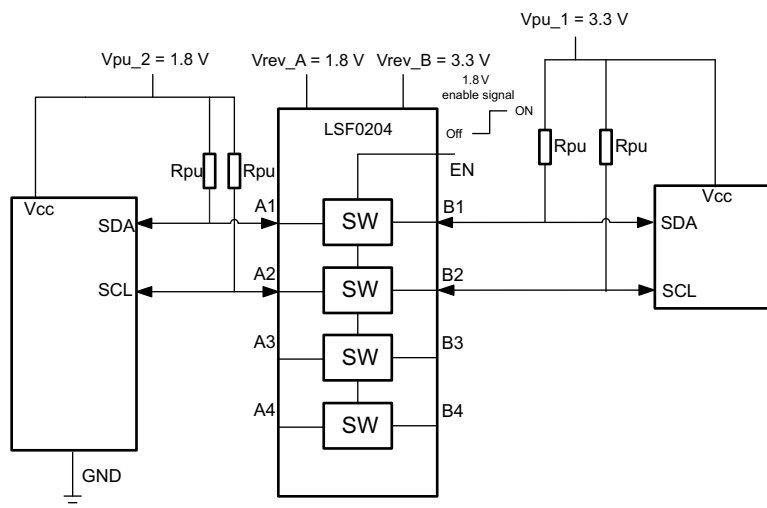 Vpu_1 = 3.3 V
Vpu_2 = 1.8 V
Vrev_A = 1.8 V
Vrev_B = 3.3 V
1.8 V
enable signal
ON
Off
LSF0204
EN
Rpu
Rpu
Rpu
Rpu
Vcc
SDA
SCL
GND
A1
SW
B1
A2
SW
B2
A3
SW
B3
A4
SW
B4
Vcc
SDA
SCL